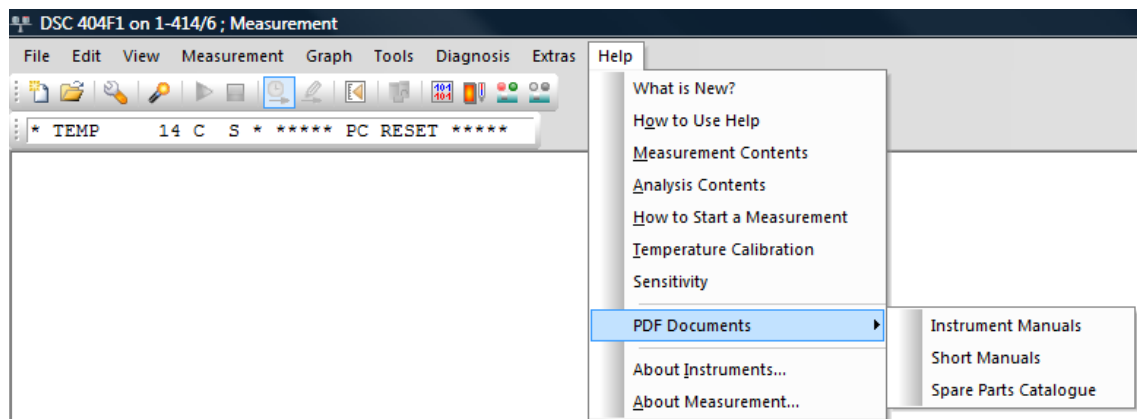 DSC 404F1 on 1-414/6 ; Measurement
File Edit View Measurement Graph Tools Diagnosis Extras Help
404
404
* TEMP 14 C S * ***** PC RESET *****
What is New?
How to Use Help
Measurement Contents
Analysis Contents
How to Start a Measurement
Temperature Calibration
Sensitivity
PDF Documents
Instrument Manuals
Short Manuals
Spare Parts Catalogue
About Instruments...
About Measurement...